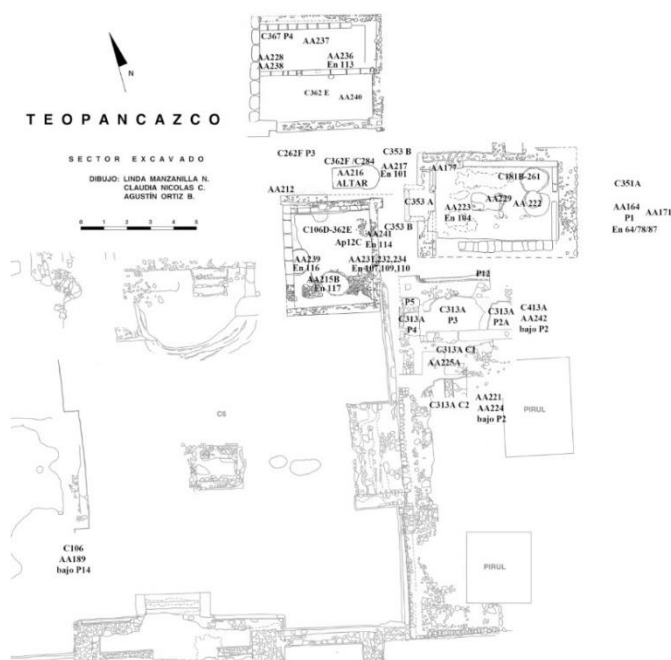 C367 P4
AA237
AA228
AA238
AA236
En 113
C362 E
AA240
N
TEOPANCAZCO
SECTOR EXCAVADO
DIBUJO: LINDA MANZANILLA N.
CLAUDIA NICOLAS C.
AGUSTÍN ORTIZ B.
0 1 2 3 4 5
C262F P3
C362F /C284
AA216
ALTAR
C353 B
AA217
En 101
AA177
C181B-261
AA229
AA-222
AA223
En 104
C353 A
C351A
AA164
P1
AA171
En 64/78/87
AA212
C106D-362E
Ap12C
C353 B
AA241
En 114
AA239
En 116
AA231,232,234
En 107,109,110
AA215B
En 117
P12
P5
C313A
P4
C313A
P3
C313A
P2A
C413A
AA242
bajo P2
C313A C1
AA225A
C313A C2
AA221
AA224
bajo P2
PIRUL
C6
C106
AA189
bajo P14
PIRUL